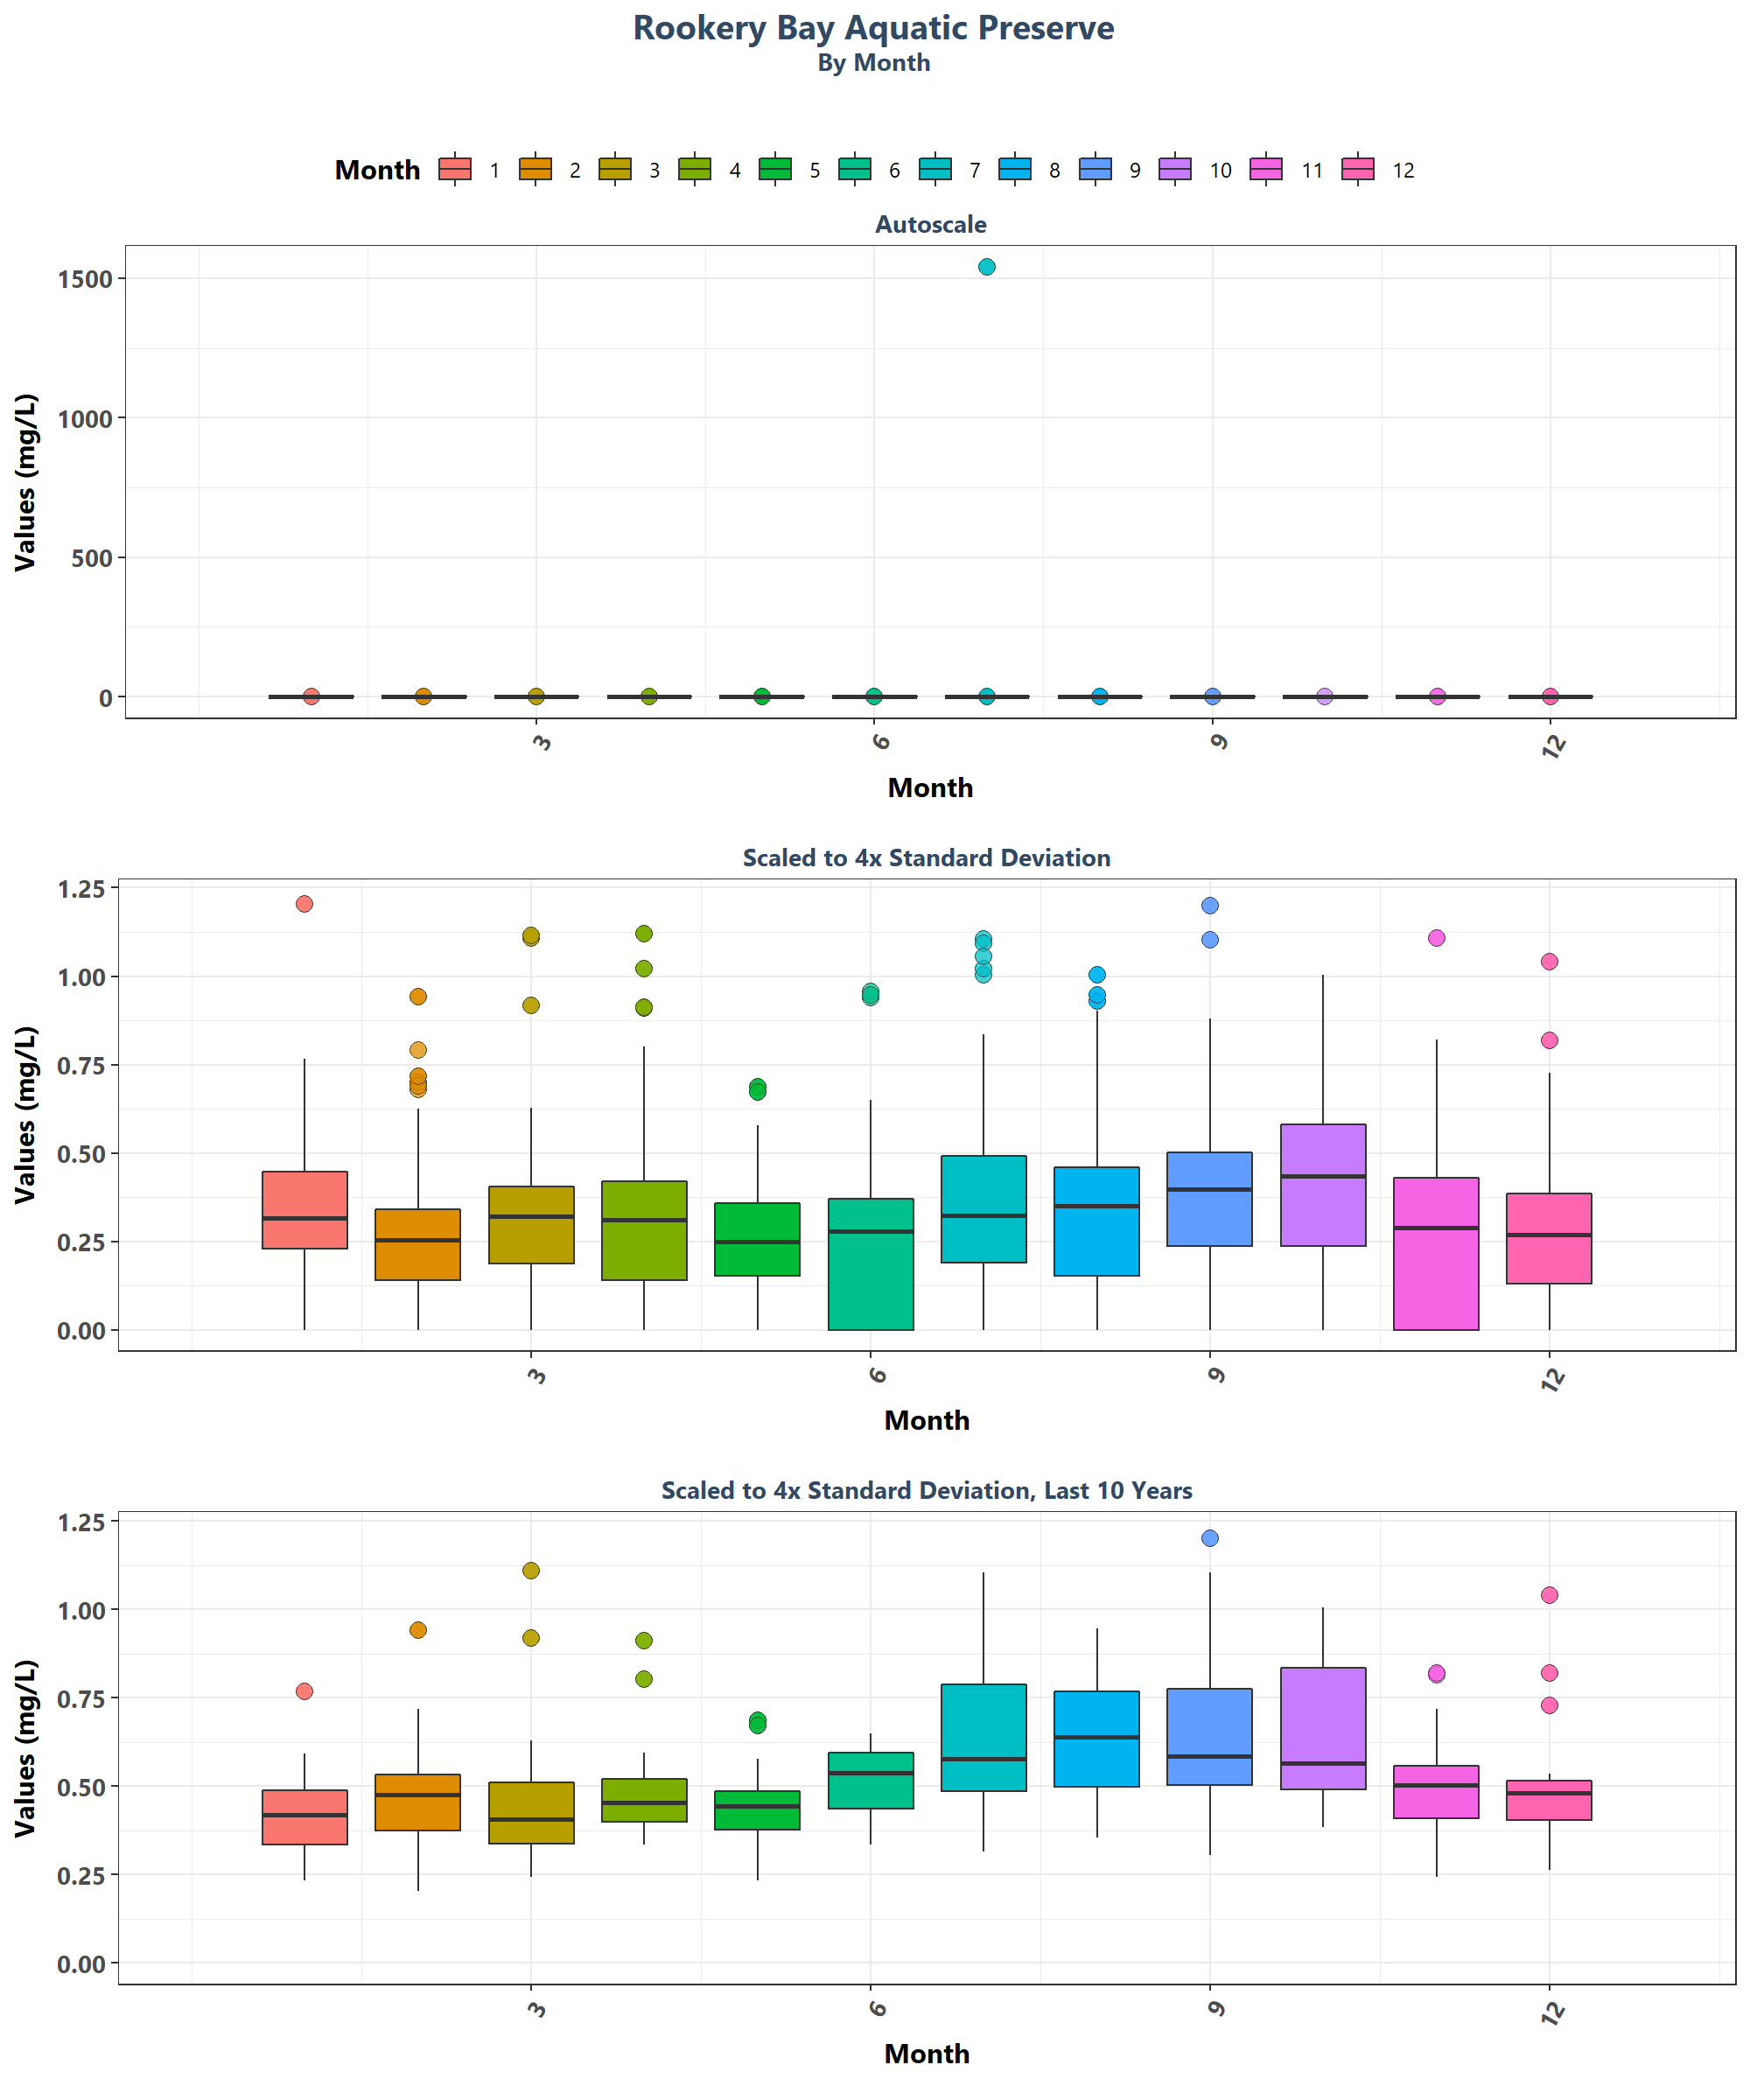 Rookery Bay Aquatic Preserve
By Month
Month 1 2 3 4 5 6 7 8 9 10 11 12
Autoscale
Values (mg/L)
1500
1000
500
0
3 6 9 12
Month
Scaled to 4x Standard Deviation
Values (mg/L)
1.25
1.00
0.75
0.50
0.25
0.00
3 6 9 12
Month
Scaled to 4x Standard Deviation, Last 10 Years
Values (mg/L)
1.25
1.00
0.75
0.50
0.25
0.00
3 6 9 12
Month